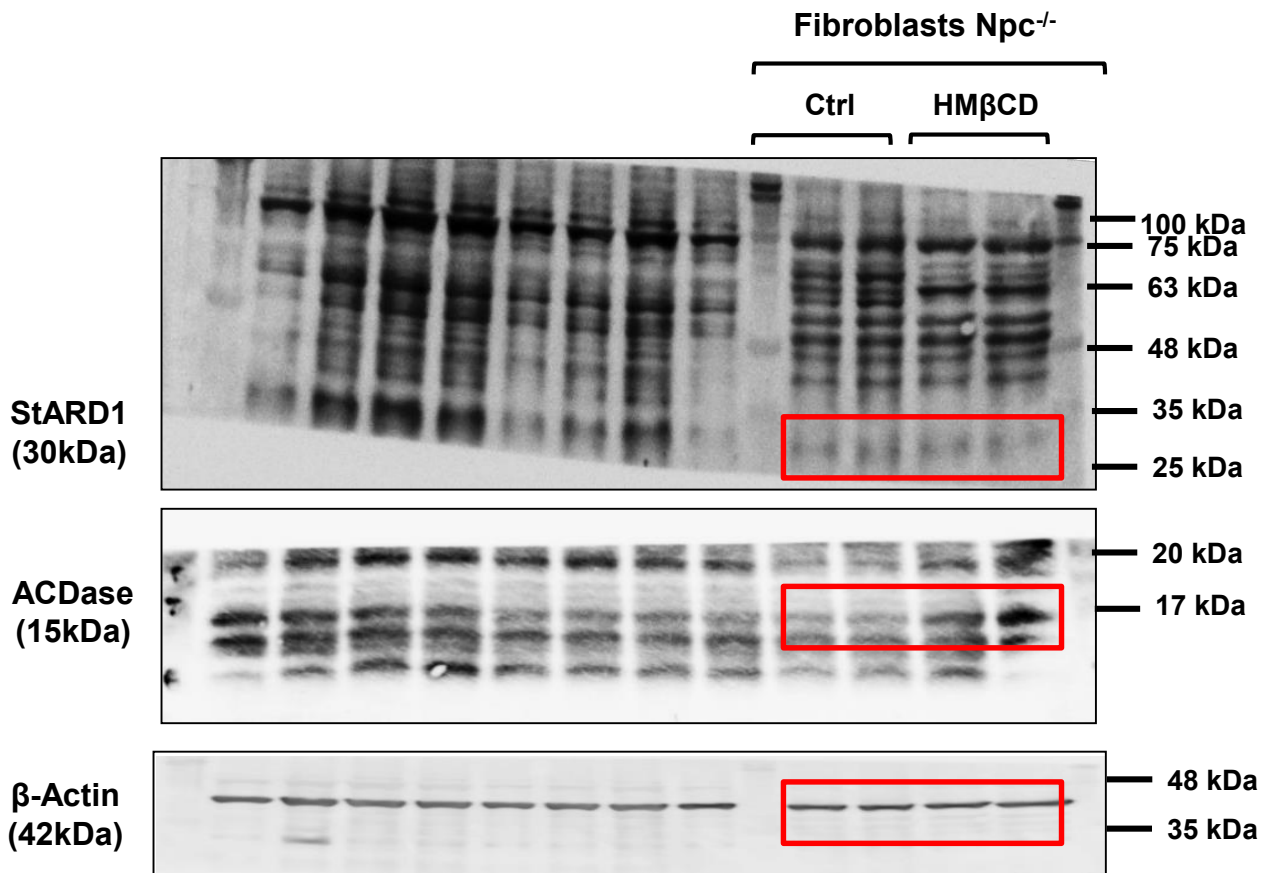 Fibroblasts Npc-/-
Ctrl HMβCD
100 kDa
75 kDa
63 kDa
48 kDa
StARD1
(30kDa)
35 kDa
25 kDa
20 kDa
ACDase
(15kDa)
17 kDa
48 kDa
β-Actin
(42kDa)
35 kDa